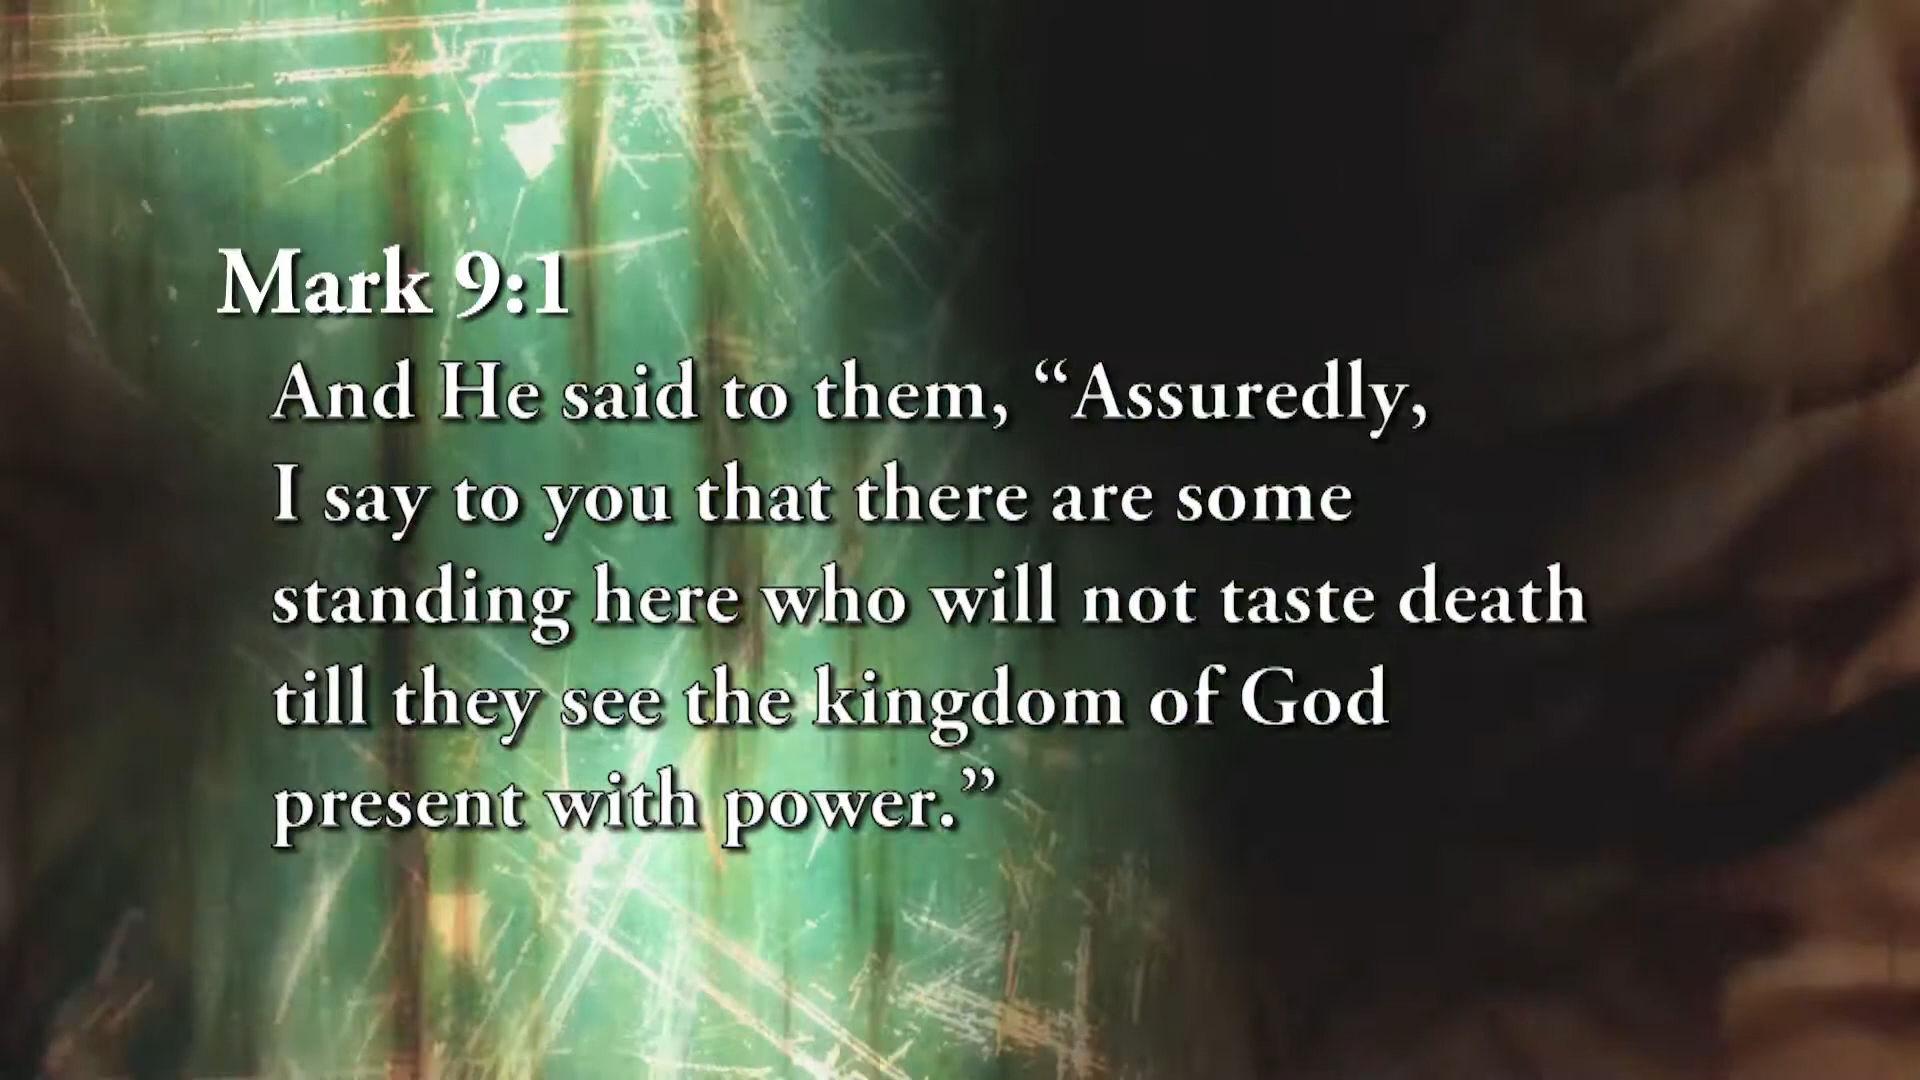 Mark 9:1
And He said to them, “Assuredly,
I say to you that there are some
standing here who will not taste death
till they see the kingdom of God
present with power.”